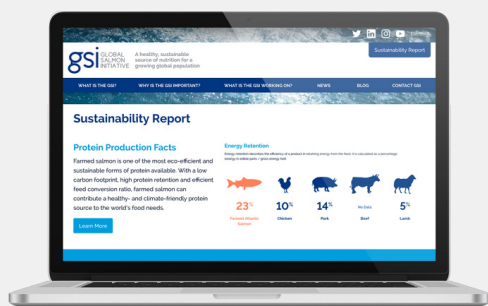 Sustainability Report
gsi GLOBAL SALMON INITIATIVE
A healthy, sustainable
source of nutrition for a
growing global population
WHAT IS THE GSI? WHY IS THE GSI IMPORTANT? WHAT IS THE GSI WORKING ON? NEWS BLOG CONTACT GSI
Sustainability Report
Protein Production Facts
Farmed salmon is one of the most eco-efficient and
sustainable forms of protein available. With a low
carbon footprint, high protein retention and efficient
feed conversion ratio, farmed salmon can
contribute a healthy- and climate-friendly protein
source to the world's food needs.
Learn More
Energy Retention
23% 10% 14% No Data 5%
Farmed Atlantic Salmon Chicken Pork Beef Lamb